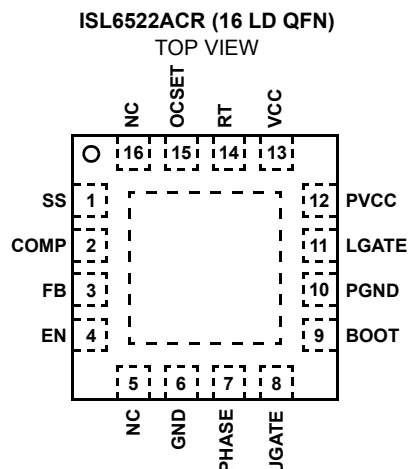 ISL6522ACR (16 LD QFN)
TOP VIEW
NC
OCSET
RT
VCC
16
15
14
13
SS 1
12 PVCC
COMP 2
11 LGATE
FB 3
10 PGND
EN 4
9 BOOT
5
6
7
8
NC
GND
PHASE
UGATE